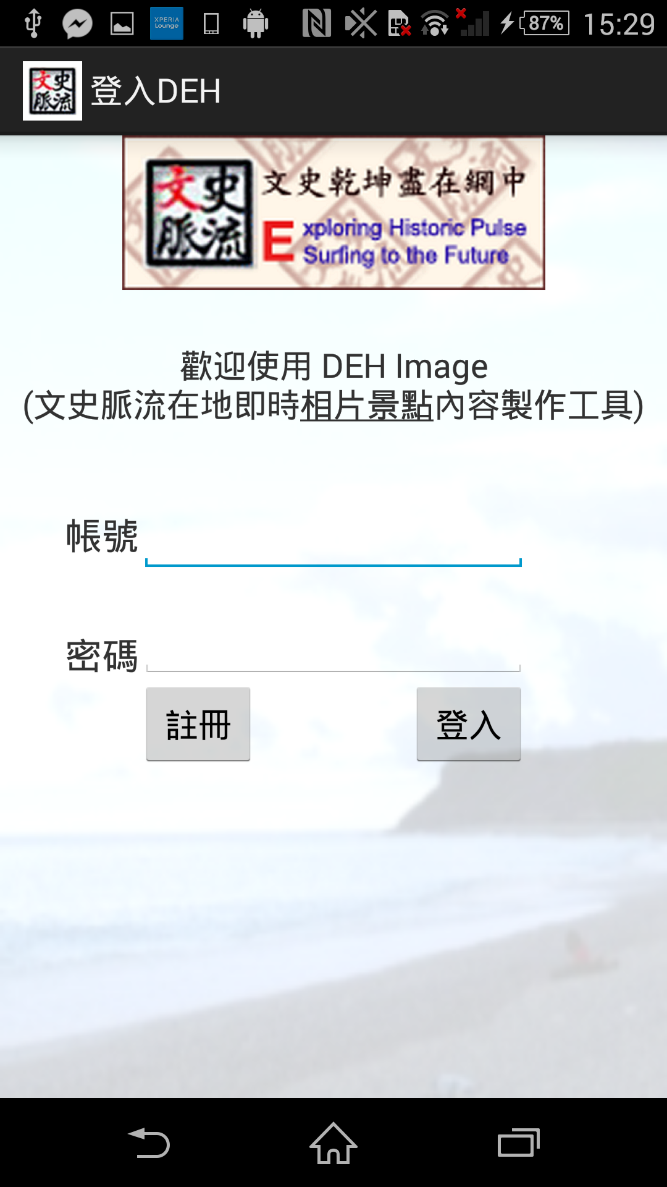 XPERIA
Lounge
87%
15:29
文史
脈流
登入DEH
文史
脈流
文史乾坤盡在網中
Exploring Historic Pulse
Surfing to the Future
歡迎使用 DEH Image
(文史脈流在地即時相片景點內容製作工具)
帳號
密碼
註冊
登入